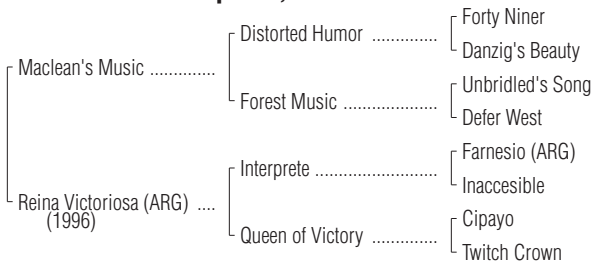 Forty Niner
Distorted Humor ..............
Danzig's Beauty
Maclean's Music ..............
Unbridled's Song
Forest Music ....................
Defer West
Farnesio (ARG)
Interprete ..........................
Inaccesible
Reina Victoriosa (ARG) ....
(1996)
Cipayo
Queen of Victory ..............
Twitch Crown